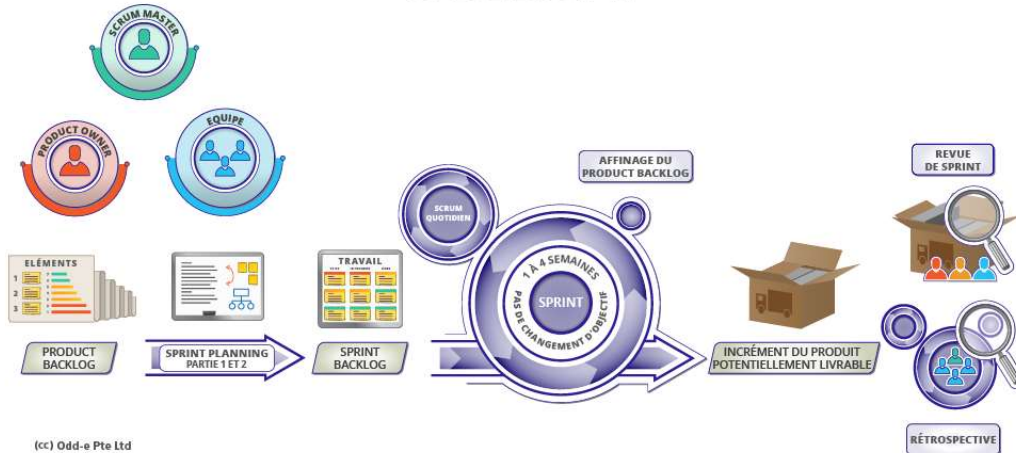 SCRUM MASTER
PRODUCT OWNER
EQUIPE
AFFINAGE DU
PRODUCT BACKLOG
REVUE
DE SPRINT
SCRUM
QUOTIDIEN
ELÉMENTS
1
2
3
TRAVAIL
1 À 4 SEMAINES
SPRINT
PAS DE CHANGEMENT D'OBJECTIF
PRODUCT
BACKLOG
SPRINT PLANNING
PARTIE 1 ET 2
SPRINT
BACKLOG
INCRÉMENT DU PRODUIT
POTENTIELLEMENT LIVRABLE
RÉTROSPECTIVE
(cc) Odd-e Pte Ltd